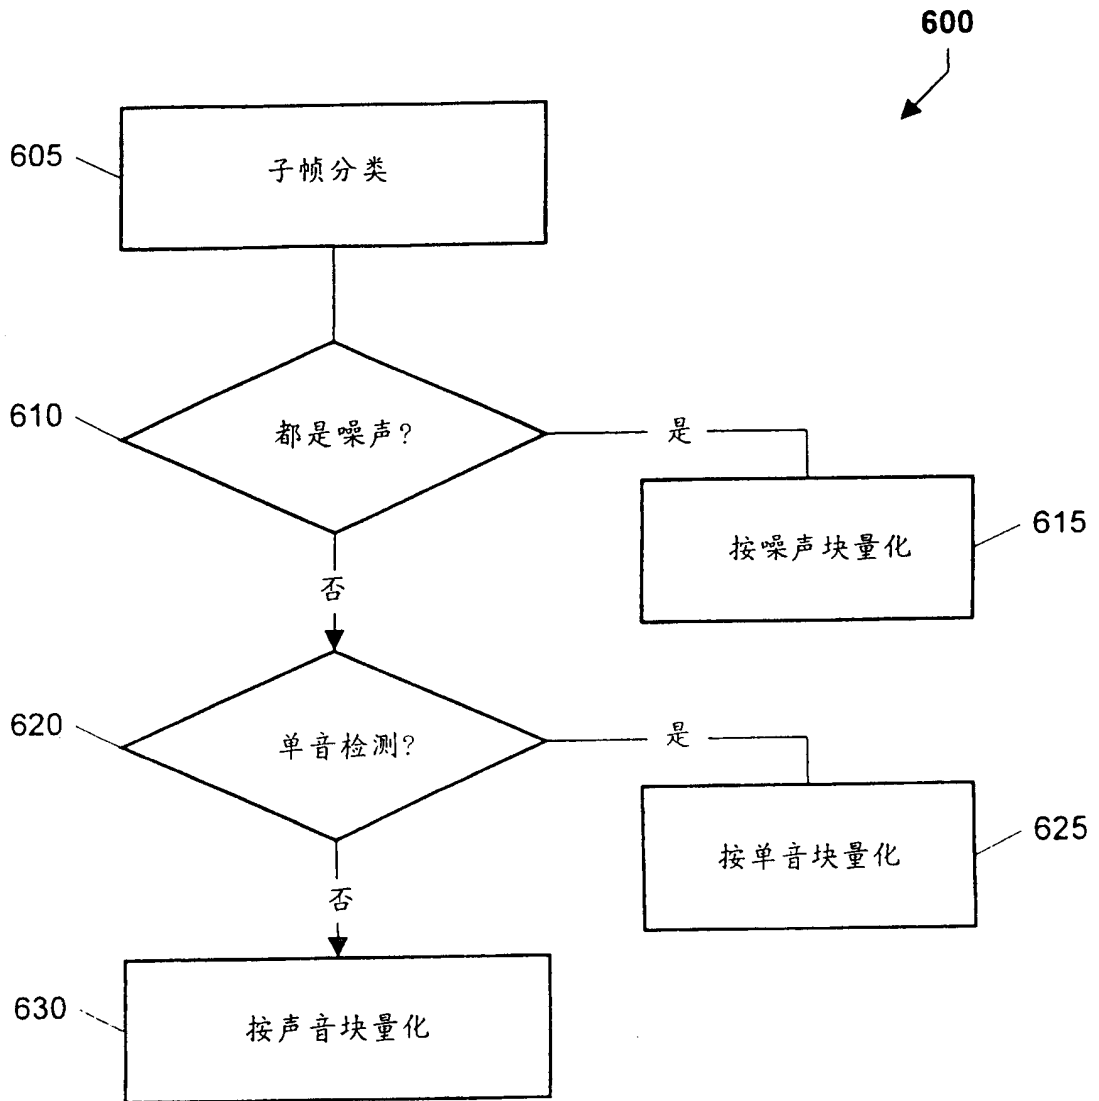 600
605
子帧分类
610
都是噪声?
是
615
按噪声块量化
否
620
单音检测?
是
625
按单音块量化
否
630
按声音块量化